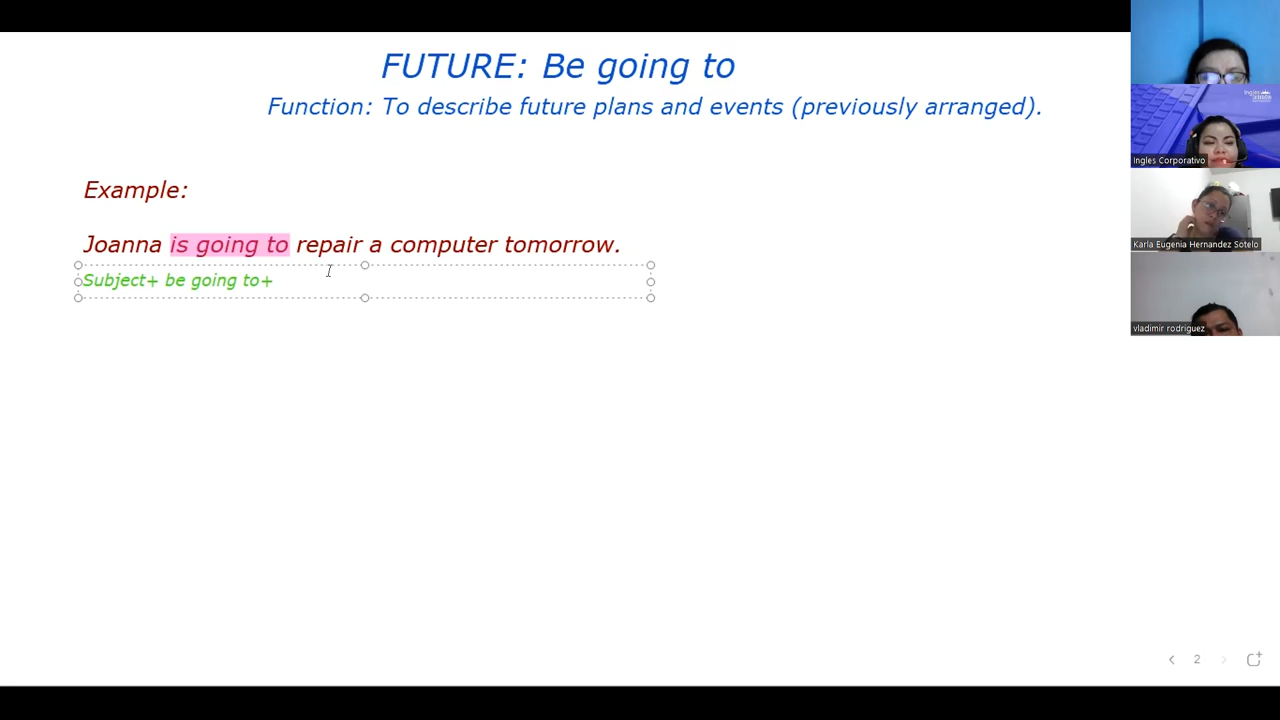 FUTURE: Be going to
Function: To describe future plans and events (previously arranged).
Example:
Joanna is going to repair a computer tomorrow.
Subject+ be going to+
Ingles Corporativo
Karla Eugenia Hernandez Sotelo
vladimir rodriguez
2